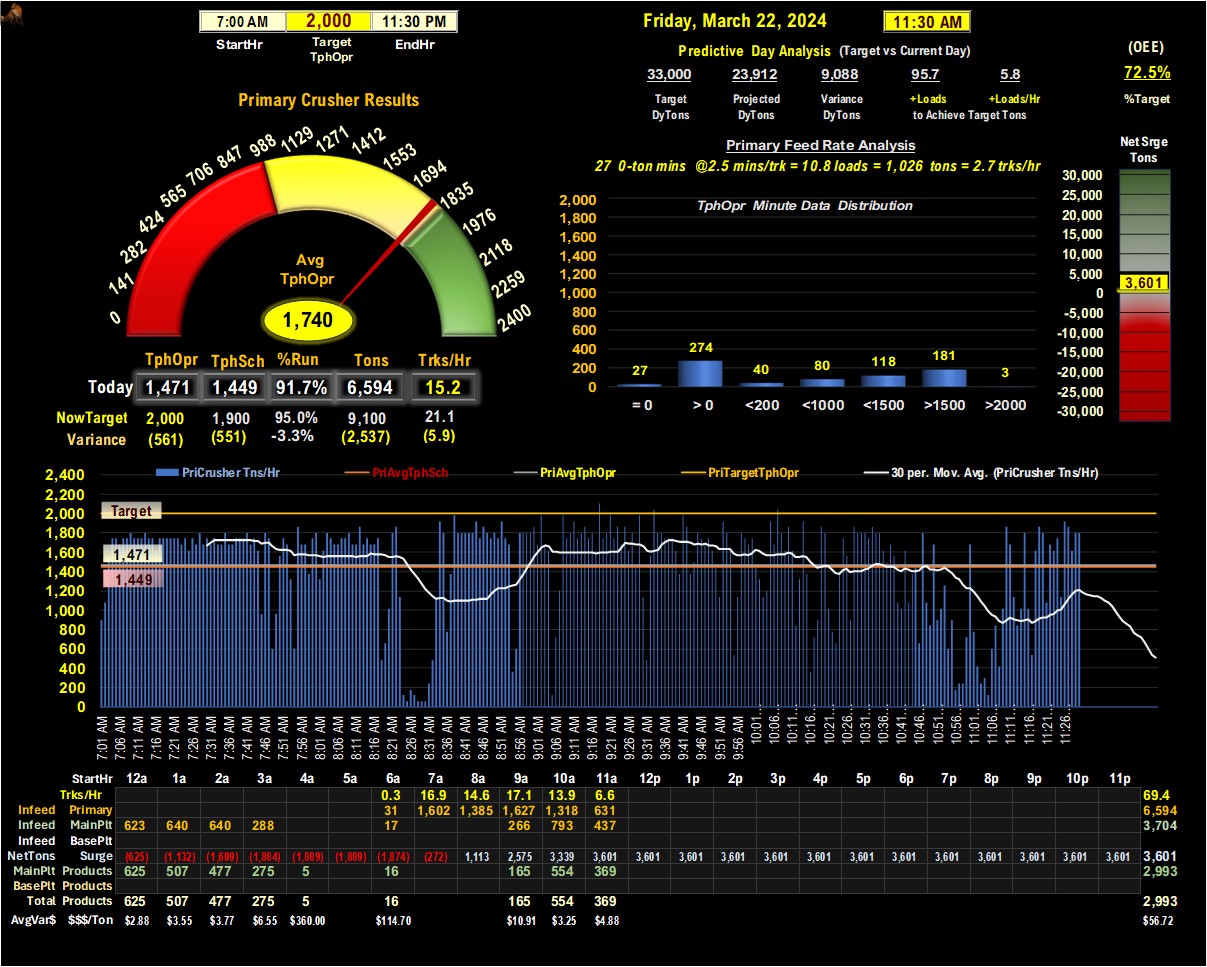 7:00 AM 2,000 11:30 PM
StartHr Target TphOpr EndHr
Friday, March 22, 2024 11:30 AM
Predictive Day Analysis (Target vs Current Day)
33,000 23,912 9,088 95.7 5.8
Target DyTons Projected DyTons Variance DyTons +Loads +Loads/Hr
to Achieve Target Tons
(OEE)
72.5%
%Target
Primary Crusher Results
0 141 282 424 565 706 847 988 1129 1271 1412 1553 1694 1835 1976 2118 2259 2400
Avg
TphOpr
1,740
Primary Feed Rate Analysis
27 0-ton mins @2.5 mins/trk = 10.8 loads = 1,026 tons = 2.7 trks/hr
TphOpr Minute Data Distribution
2,000
1,800
1,600
1,400
1,200
1,000
800
600
400
200
0
27 274 40 80 118 181 3
= 0 > 0 <200 <1000 <1500 >1500 >2000
Net Srge
Tons
30,000
25,000
20,000
15,000
10,000
5,000
0
-5,000
-10,000
-15,000
-20,000
-25,000
-30,000
3,601
TphOpr TphSch %Run Tons Trks/Hr
Today 1,471 1,449 91.7% 6,594 15.2
NowTarget 2,000 1,900 95.0% 9,100 21.1
Variance (561) (551) -3.3% (2,537) (5.9)
PriCrusher Tns/Hr PriAvgTphSch PriAvgTphOpr PriTargetTphOpr 30 per. Mov. Avg. (PriCrusher Tns/Hr)
2,400
2,200
2,000
1,800
1,600
1,400
1,200
1,000
800
600
400
200
0
Target
1,471
1,449
7:01 AM 7:06 AM 7:11 AM 7:16 AM 7:21 AM 7:26 AM 7:31 AM 7:36 AM 7:41 AM 7:46 AM 7:51 AM 7:56 AM 8:01 AM 8:06 AM 8:11 AM 8:16 AM 8:21 AM 8:26 AM 8:31 AM 8:36 AM 8:41 AM 8:46 AM 8:51 AM 8:56 AM 9:01 AM 9:06 AM 9:11 AM 9:16 AM 9:21 AM 9:26 AM 9:31 AM 9:36 AM 9:41 AM 9:46 AM 9:51 AM 9:56 AM 10:01… 10:06… 10:11… 10:16… 10:21… 10:26… 10:31… 10:36… 10:41… 10:46… 10:51… 10:56… 11:01… 11:06… 11:11… 11:16… 11:21… 11:26…
StartHr 12a 1a 2a 3a 4a 5a 6a 7a 8a 9a 10a 11a 12p 1p 2p 3p 4p 5p 6p 7p 8p 9p 10p 11p
Trks/Hr 0.3 16.9 14.6 17.1 13.9 6.6 69.4
Infeed Primary 31 1,602 1,385 1,627 1,318 631 6,594
Infeed MainPlt 623 640 640 288 17 266 793 437 3,704
Infeed BasePlt
NetTons Surge (625) (1,132) (1,609) (1,884) (1,889) (1,889) (1,874) (272) 1,113 2,575 3,339 3,601 3,601 3,601 3,601 3,601 3,601 3,601 3,601 3,601 3,601 3,601 3,601 3,601 3,601
MainPlt Products 625 507 477 275 5 16 165 554 369 2,993
BasePlt Products
Total Products 625 507 477 275 5 16 165 554 369 2,993
AvgVar$ $$$/Ton $2.88 $3.55 $3.77 $6.55 $360.00 $114.70 $10.91 $3.25 $4.88 $56.72